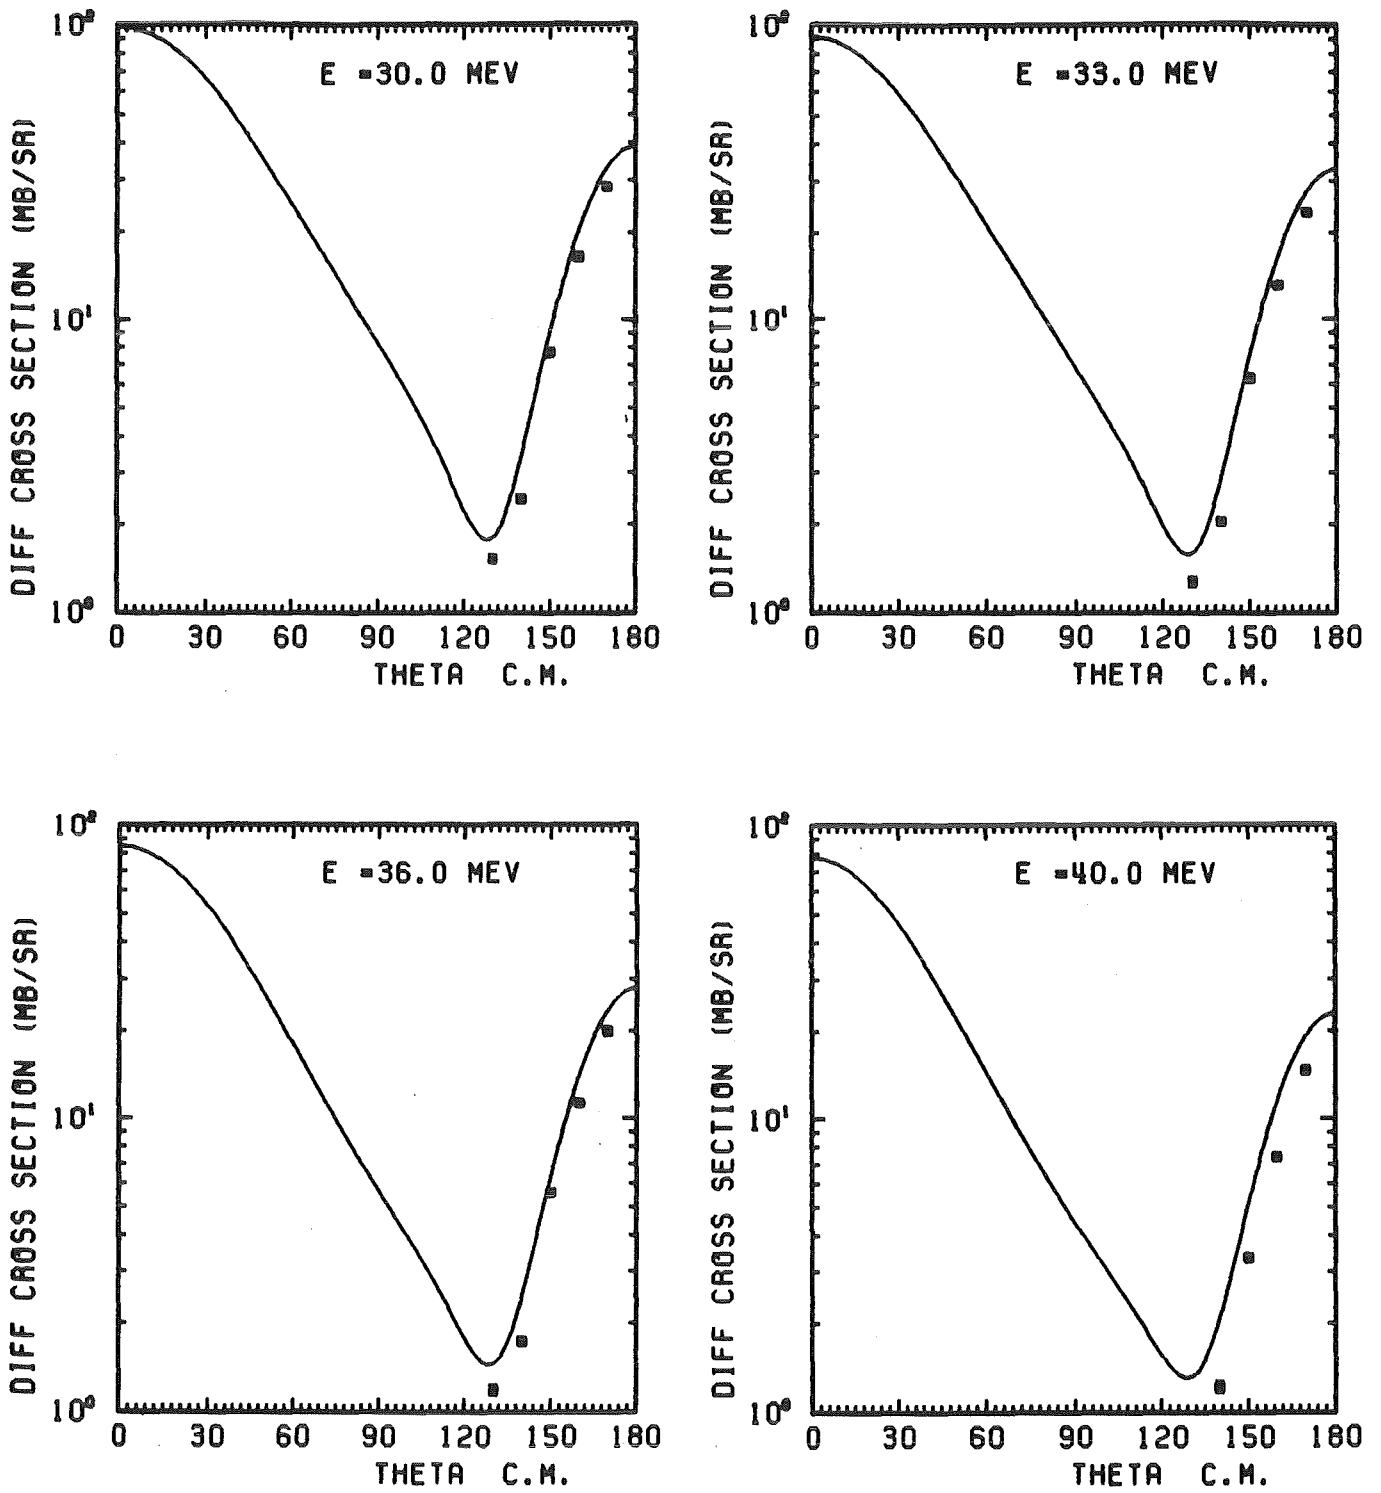 E =30.0 MEV
DIFF CROSS SECTION (MB/SR)
10²
10¹
10⁰
0 30 60 90 120 150 180
THETA C.M.
E =33.0 MEV
DIFF CROSS SECTION (MB/SR)
10²
10¹
10⁰
0 30 60 90 120 150 180
THETA C.M.
E =36.0 MEV
DIFF CROSS SECTION (MB/SR)
10²
10¹
10⁰
0 30 60 90 120 150 180
THETA C.M.
E =40.0 MEV
DIFF CROSS SECTION (MB/SR)
10²
10¹
10⁰
0 30 60 90 120 150 180
THETA C.M.